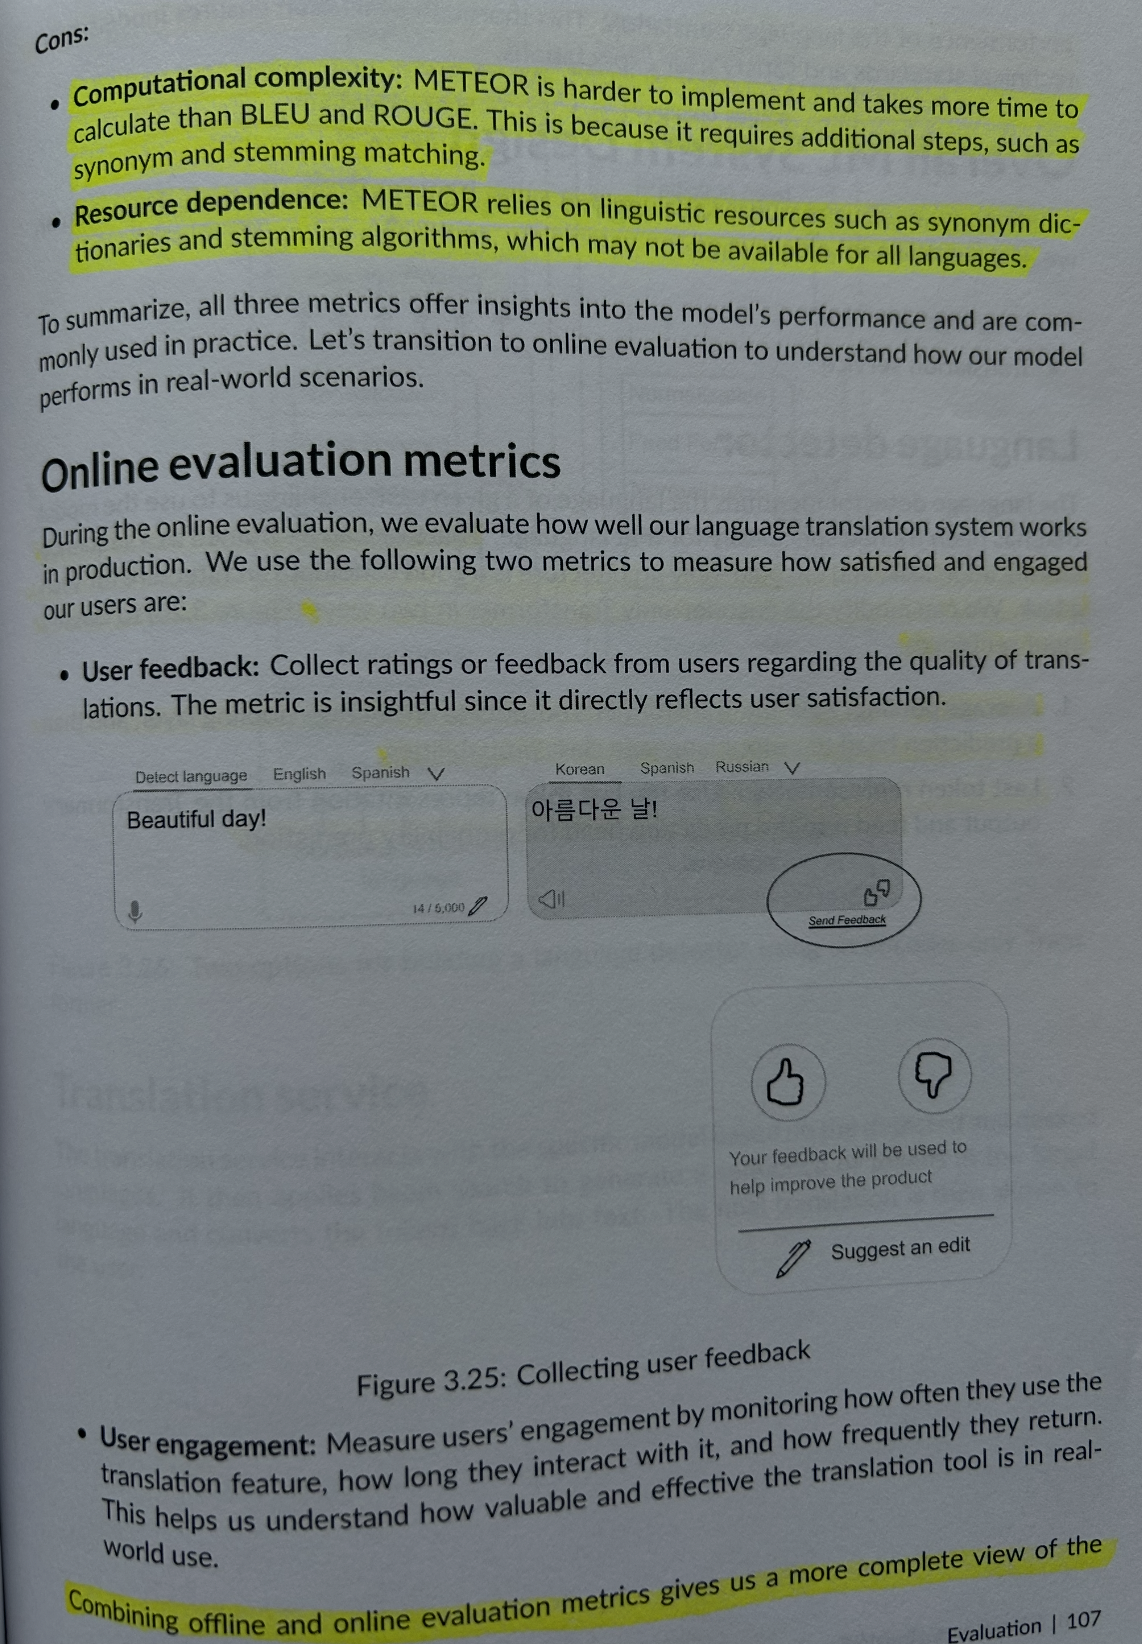 Cons:
• Computational complexity: METEOR is harder to implement and takes more time to
calculate than BLEU and ROUGE. This is because it requires additional steps, such as
synonym and stemming matching.
• Resource dependence: METEOR relies on linguistic resources such as synonym dic-
tionaries and stemming algorithms, which may not be available for all languages.
To summarize, all three metrics offer insights into the model's performance and are com-
monly used in practice. Let's transition to online evaluation to understand how our model
performs in real-world scenarios.
Online evaluation metrics
During the online evaluation, we evaluate how well our language translation system works
in production. We use the following two metrics to measure how satisfied and engaged
our users are:
• User feedback: Collect ratings or feedback from users regarding the quality of trans-
lations. The metric is insightful since it directly reflects user satisfaction.
Detect language English Spanish
Beautiful day!
14 / 5,000
Korean Spanish Russian
아름다운 날!
Send Feedback
Your feedback will be used to
help improve the product
Suggest an edit
Figure 3.25: Collecting user feedback
• User engagement: Measure users' engagement by monitoring how often they use the
translation feature, how long they interact with it, and how frequently they return.
This helps us understand how valuable and effective the translation tool is in real-
world use.
Combining offline and online evaluation metrics gives us a more complete view of the
Evaluation | 107